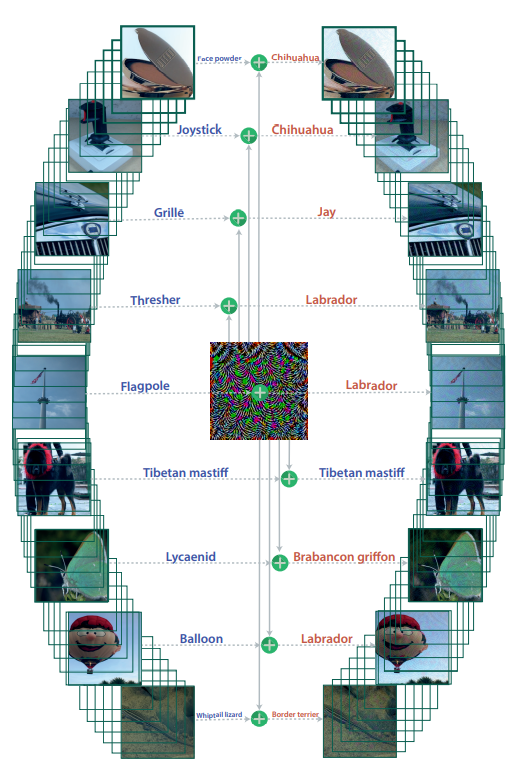 Face powder Chihuahua
Joystick Chihuahua
Grille Jay
Thresher Labrador
Flagpole Labrador
Tibetan mastiff Tibetan mastiff
Lycaenid Brabancon griffon
Balloon Labrador
Whiptail lizard Border terrier